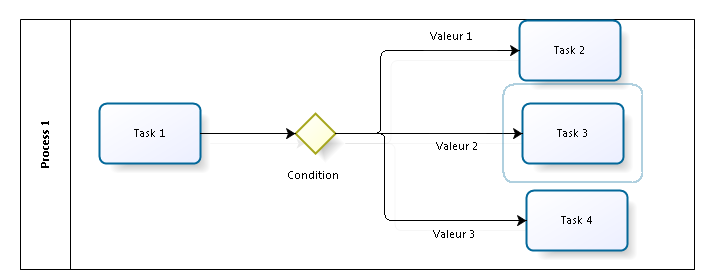 Process 1
Task 1
Condition
Valeur 1
Task 2
Valeur 2
Task 3
Valeur 3
Task 4